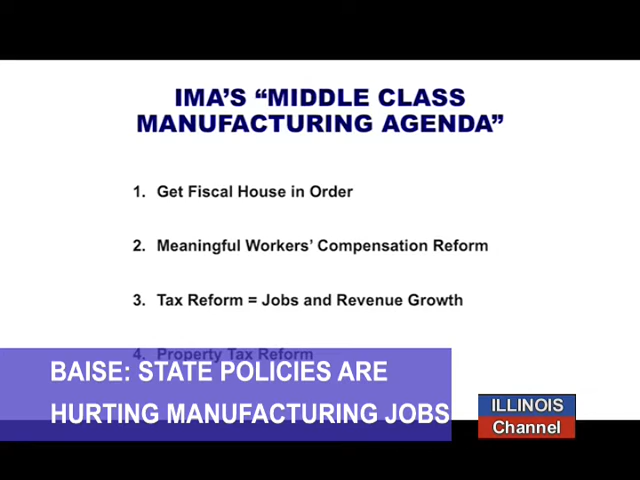 IMA'S “MIDDLE CLASS
MANUFACTURING AGENDA”
1. Get Fiscal House in Order
2. Meaningful Workers' Compensation Reform
3. Tax Reform = Jobs and Revenue Growth
4. Property Tax Reform
BAISE: STATE POLICIES ARE
HURTING MANUFACTURING JOBS
ILLINOIS
Channel